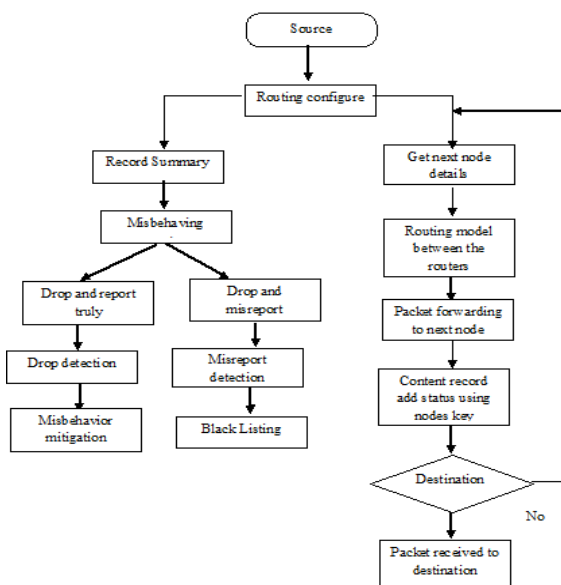 Source
Routing configure
Record Summary
Misbehaving
Drop and report
truly
Drop and
misreport
Drop detection
Misreport
detection
Misbehavior
mitigation
Black Listing
Get next node
details
Routing model
between the
routers
Packet forwarding
to next node
Content record
add status using
nodes key
Destination
No
Packet received to
destination